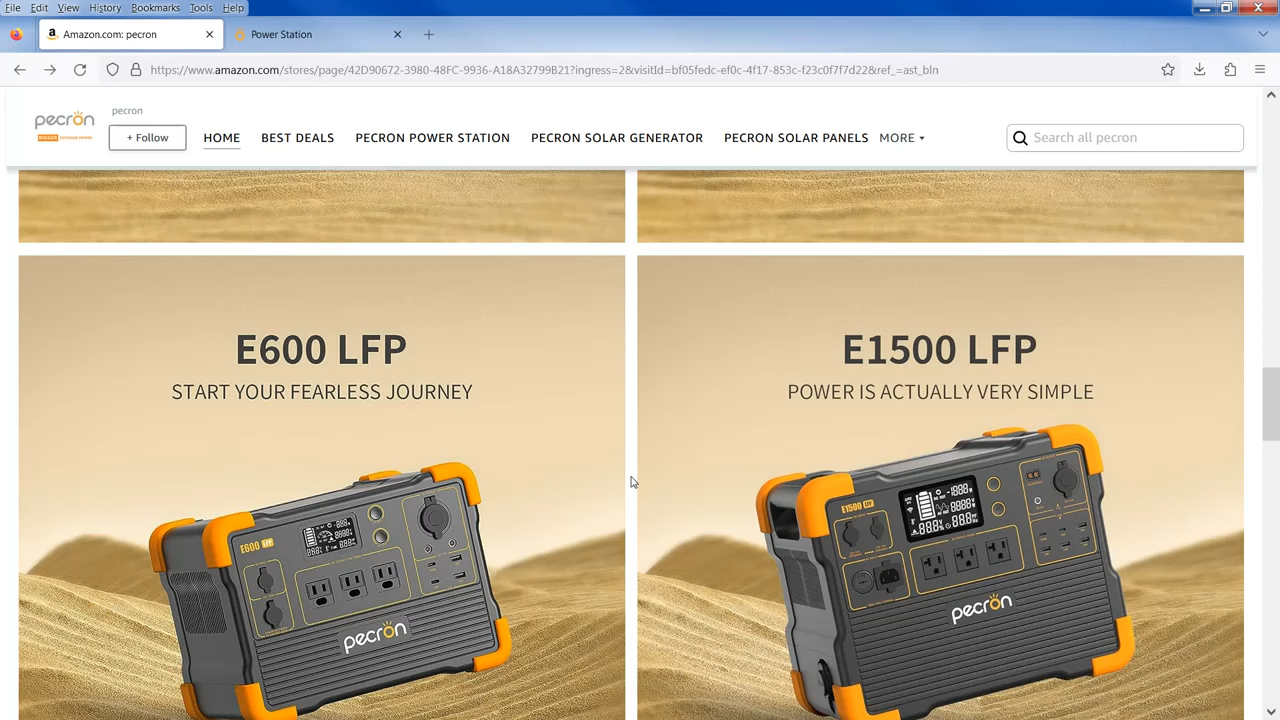 File Edit View History Bookmarks Tools Help
Amazon.com: pecron
Power Station
https://www.amazon.com/stores/page/42D90672-3980-48FC-9936-A18A32799B21?ingress=2&visitId=bf05fedc-ef0c-4f17-853c-f23c0f7f7d22&ref_=ast_bln
pecron
pecron
+ Follow
HOME
BEST DEALS
PECRON POWER STATION
PECRON SOLAR GENERATOR
PECRON SOLAR PANELS
MORE
Search all pecron
E600 LFP
START YOUR FEARLESS JOURNEY
E600 LFP
pecron
E1500 LFP
POWER IS ACTUALLY VERY SIMPLE
E1500 LFP
pecron